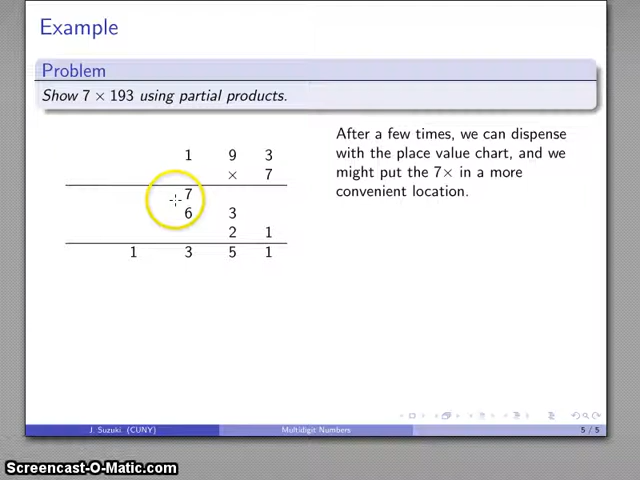 Example
Problem
Show 7 × 193 using partial products.
1 9 3
× 7
7
6 3
2 1
1 3 5 1
After a few times, we can dispense
with the place value chart, and we
might put the 7× in a more
convenient location.
J. Suzuki (CUNY)
Multidigit Numbers
5 / 5
Screencast-O-Matic.com